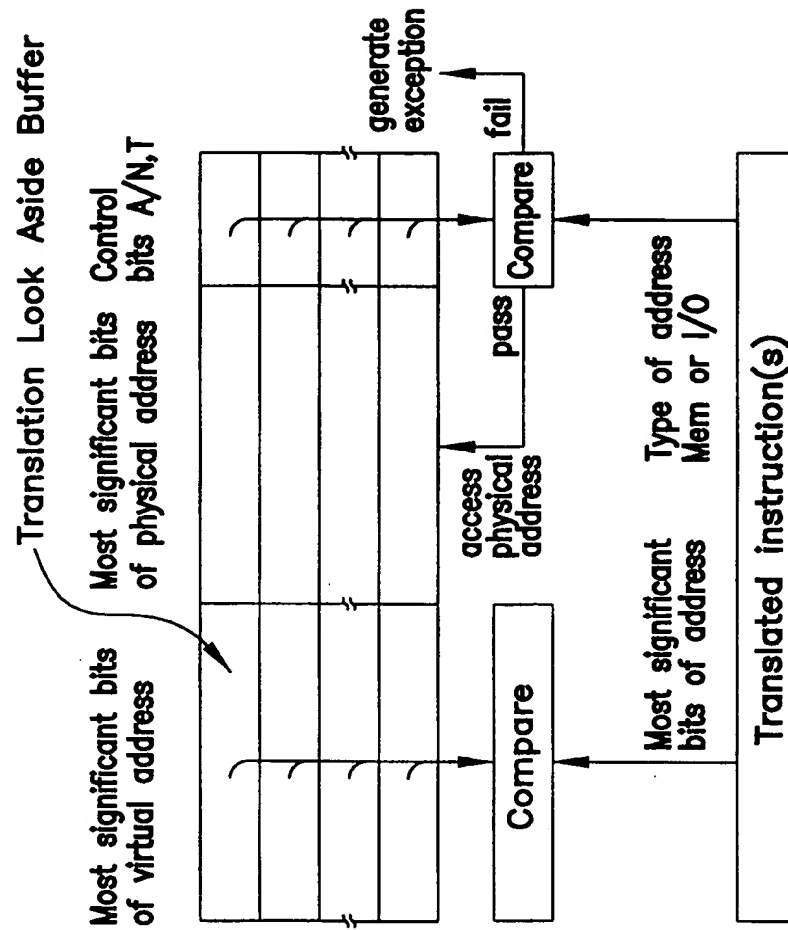 Translation Look Aside Buffer
Most significant bits
of virtual address
Most significant bits
of physical address
Control
bits A/N,T
generate
exception
fail
Compare
pass
access
physical
address
Compare
Most significant
bits of address
Type of address
Mem or I/O
Translated instruction(s)